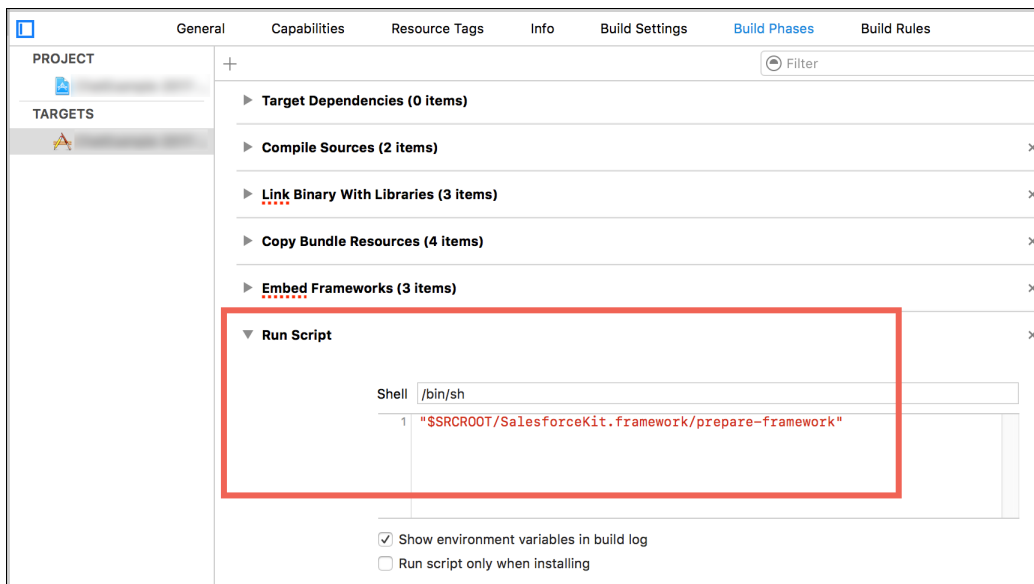 General Capabilities Resource Tags Info Build Settings Build Phases Build Rules
PROJECT
Filter
TARGETS
Target Dependencies (0 items)
Compile Sources (2 items)
Link Binary With Libraries (3 items)
Copy Bundle Resources (4 items)
Embed Frameworks (3 items)
Run Script
Shell /bin/sh
1 "$SRCROOT/SalesforceKit.framework/prepare-framework"
Show environment variables in build log
Run script only when installing